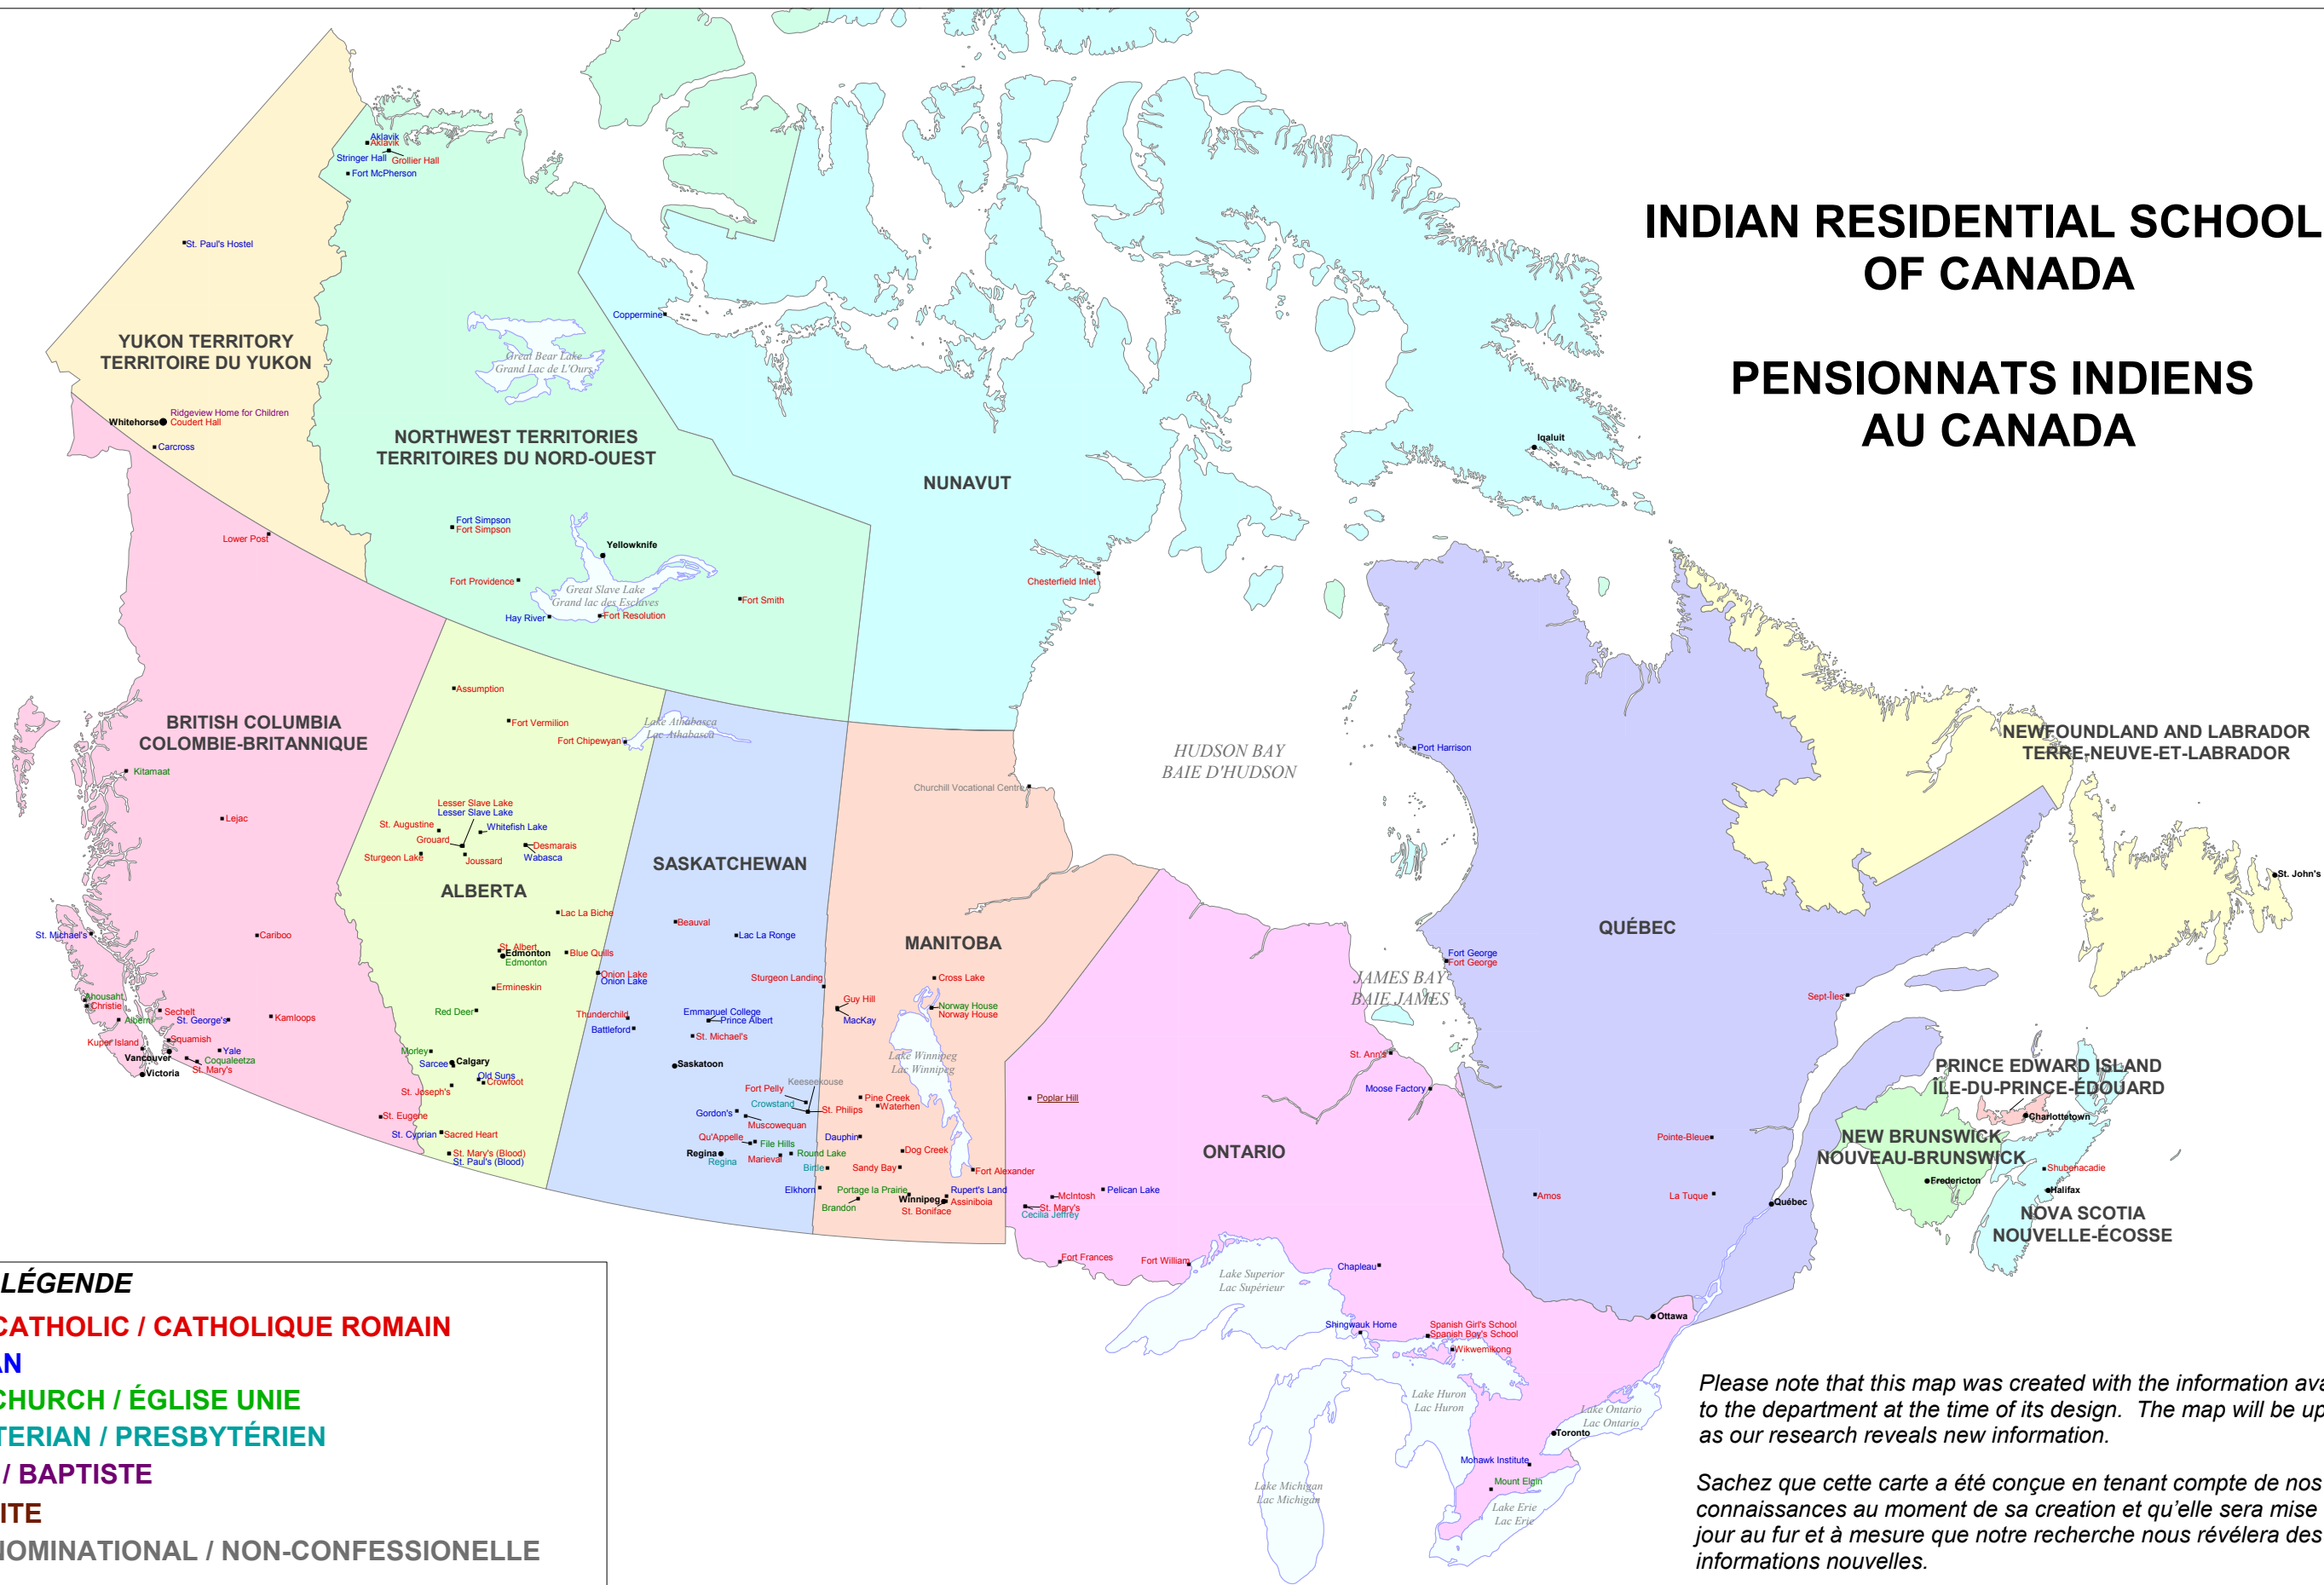 INDIAN RESIDENTIAL SCHOOL
OF CANADA
PENSIONNATS INDIENS
AU CANADA
Aklavik
Aklavik
Stringer Hall
Grollier Hall
Fort McPherson
St. Paul's Hostel
Coppermine
YUKON TERRITORY
TERRITOIRE DU YUKON
Great Bear Lake
Grand Lac de L'Ours
Ridgeview Home for Children
Whitehorse
Coudert Hall
Carcross
NORTHWEST TERRITORIES
TERRITOIRES DU NORD-OUEST
NUNAVUT
Iqaluit
Fort Simpson
Fort Simpson
Lower Post
Yellowknife
Fort Providence
Great Slave Lake
Grand lac des Esclaves
Fort Smith
Hay River
Fort Resolution
Chesterfield Inlet
Assumption
Fort Vermilion
Fort Chipewyan
Lake Athabasca
Lac Athabasca
BRITISH COLUMBIA
COLOMBIE-BRITANNIQUE
Kitamaat
Lejac
HUDSON BAY
BAIE D'HUDSON
Port Harrison
NEWFOUNDLAND AND LABRADOR
TERRE-NEUVE-ET-LABRADOR
Churchill Vocational Centre
Lesser Slave Lake
Lesser Slave Lake
St. Augustine
Whitefish Lake
Grouard
Desmarais
Sturgeon Lake
Joussard
Wabasca
ALBERTA
SASKATCHEWAN
St. John's
Lac La Biche
Beauval
Lac La Ronge
St. Michael's
Cariboo
MANITOBA
QUÉBEC
St. Albert
Edmonton
Edmonton
Blue Quills
Onion Lake
Onion Lake
Ermineskin
Sturgeon Landing
Cross Lake
Fort George
Fort George
JAMES BAY
BAIE JAMES
Sept-Îles
Ahousaht
Christie
Alberni
Sechelt
St. George's
Kamloops
Red Deer
Thunderchild
Battleford
Emmanuel College
Prince Albert
St. Michael's
Guy Hill
MacKay
Norway House
Norway House
Kuper Island
Squamish
Vancouver
Yale
Coqualeetza
St. Mary's
Victoria
Morley
Sarcee
Calgary
Old Suns
Crowfoot
St. Joseph's
Saskatoon
Lake Winnipeg
Lac Winnipeg
St. Ann's
Moose Factory
PRINCE EDWARD ISLAND
ÎLE-DU-PRINCE-ÉDOUARD
Charlottetown
Keeseekouse
Fort Pelly
Crowstand
St. Philips
Gordon's
Muscowequan
Pine Creek
Waterhen
Poplar Hill
St. Eugene
St. Cyprian
Sacred Heart
St. Mary's (Blood)
St. Paul's (Blood)
Qu'Appelle
File Hills
Regina
Regina
Marieval
Round Lake
Birtle
Dauphin
Dog Creek
Sandy Bay
Fort Alexander
Elkhorn
Portage la Prairie
Brandon
Winnipeg
Rupert's Land
Assiniboia
St. Boniface
ONTARIO
Pointe-Bleue
NEW BRUNSWICK
NOUVEAU-BRUNSWICK
Shubenacadie
Fredericton
Halifax
NOVA SCOTIA
NOUVELLE-ÉCOSSE
Pelican Lake
McIntosh
St. Mary's
Cecilia Jeffrey
Amos
La Tuque
Québec
Fort Frances
Fort William
Lake Superior
Lac Supérieur
Chapleau
Ottawa
Shingwauk Home
Spanish Girl's School
Spanish Boy's School
Wikwemikong
Lake Huron
Lac Huron
Lake Ontario
Lac Ontario
Toronto
Mohawk Institute
Mount Elgin
Lake Michigan
Lac Michigan
Lake Erie
Lac Erie
LÉGENDE
CATHOLIC / CATHOLIQUE ROMAIN
AN
CHURCH / ÉGLISE UNIE
TERIAN / PRESBYTÉRIEN
/ BAPTISTE
ITE
NOMINATIONAL / NON-CONFESSIONELLE
Please note that this map was created with the information ava
to the department at the time of its design. The map will be up
as our research reveals new information.
Sachez que cette carte a été conçue en tenant compte de nos
connaissances au moment de sa creation et qu'elle sera mise
jour au fur et à mesure que notre recherche nous révélera des
informations nouvelles.